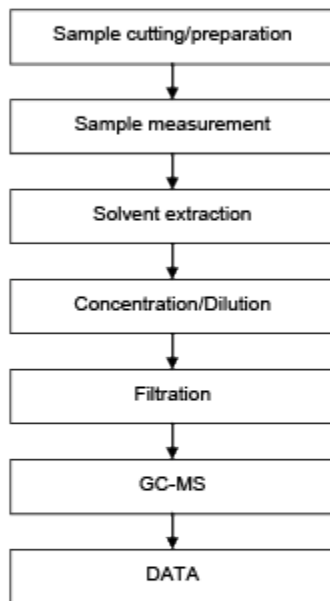 Sample cutting/preparation
Sample measurement
Solvent extraction
Concentration/Dilution
Filtration
GC-MS
DATA